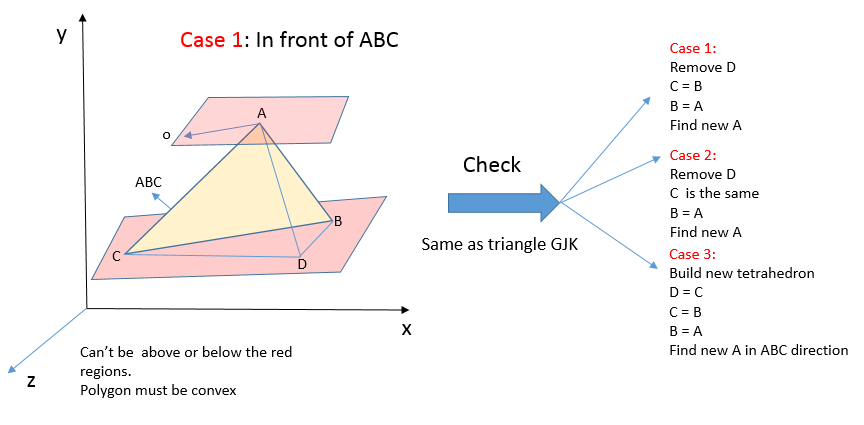 y
Case 1: In front of ABC
A
o
ABC
B
C
D
x
z
Can't be above or below the red
regions.
Polygon must be convex
Check
Same as triangle GJK
Case 1:
Remove D
C = B
B = A
Find new A
Case 2:
Remove D
C is the same
B = A
Find new A
Case 3:
Build new tetrahedron
D = C
C = B
B = A
Find new A in ABC direction